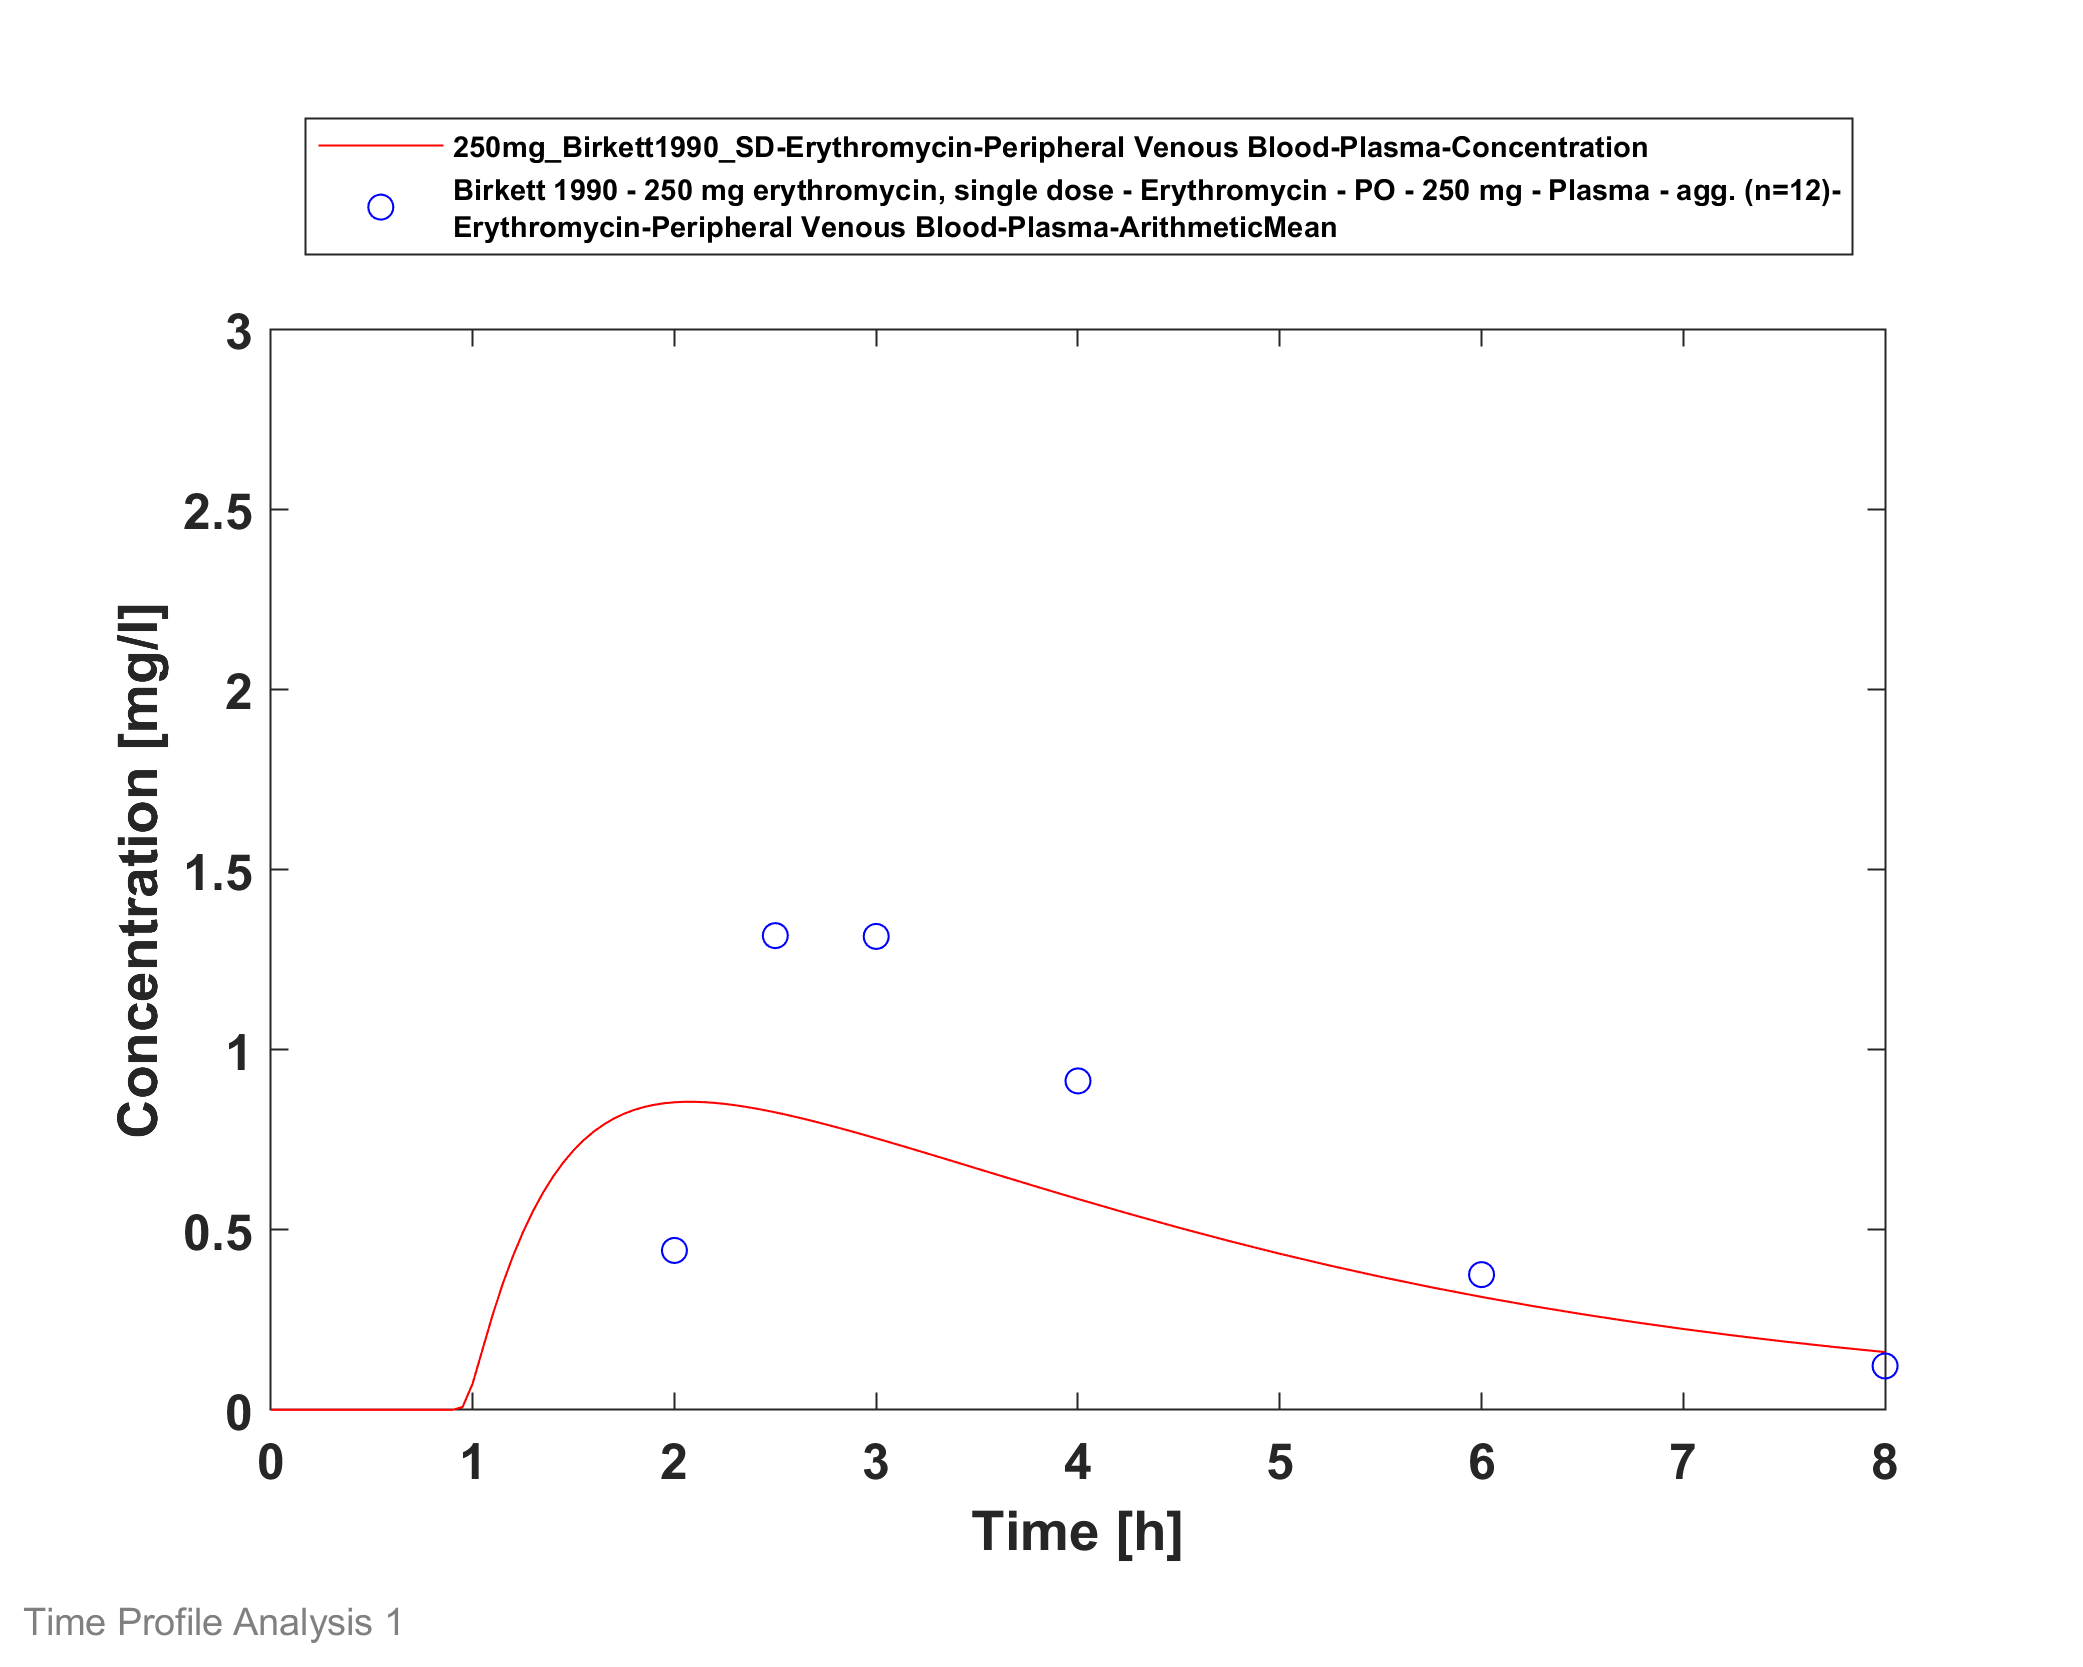 250mg_Birkett1990_SD-Erythromycin-Peripheral Venous Blood-Plasma-Concentration
Birkett 1990 - 250 mg erythromycin, single dose - Erythromycin - PO - 250 mg - Plasma - agg. (n=12)-
Erythromycin-Peripheral Venous Blood-Plasma-ArithmeticMean
3
2.5
2
1.5
1
0.5
0
Concentration [mg/l]
0 1 2 3 4 5 6 7 8
Time [h]
Time Profile Analysis 1